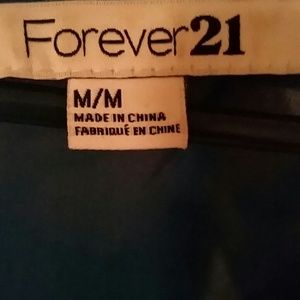 Forever21
M/M
MADE IN CHINA
FABRIQUÉ EN CHINE